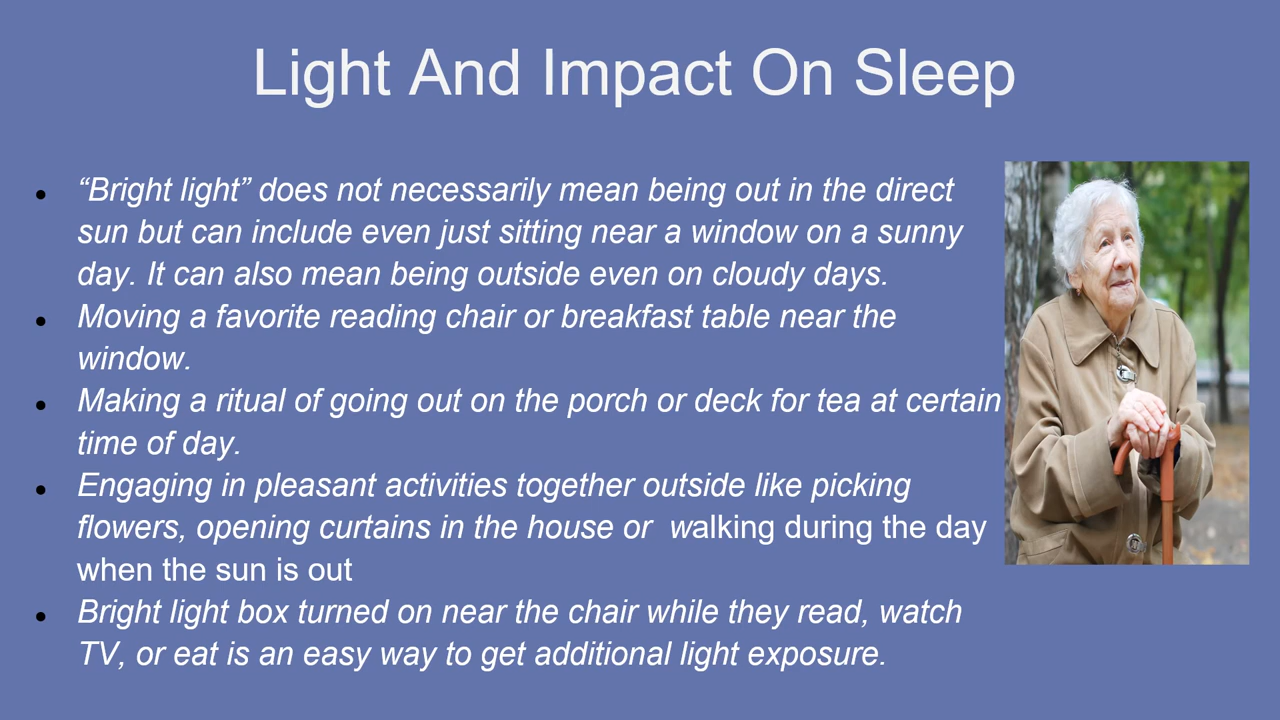 Light And Impact On Sleep
“Bright light” does not necessarily mean being out in the direct
sun but can include even just sitting near a window on a sunny
day. It can also mean being outside even on cloudy days.
Moving a favorite reading chair or breakfast table near the
window.
Making a ritual of going out on the porch or deck for tea at certain
time of day.
Engaging in pleasant activities together outside like picking
flowers, opening curtains in the house or walking during the day
when the sun is out
Bright light box turned on near the chair while they read, watch
TV, or eat is an easy way to get additional light exposure.